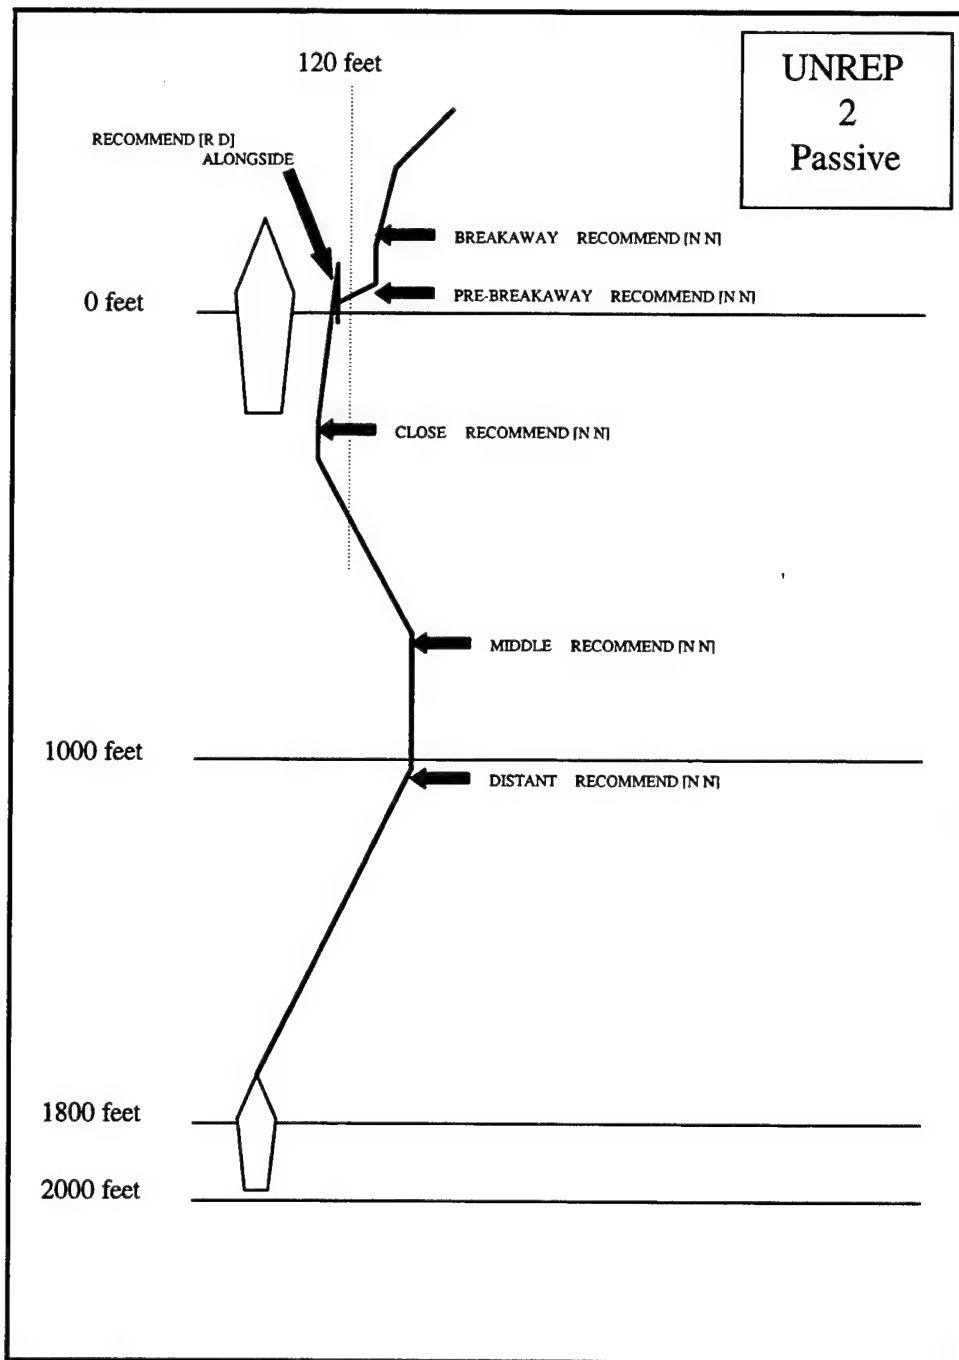 120 feet
UNREP
2
Passive
RECOMMEND [R D]
ALONGSIDE
BREAKAWAY RECOMMEND [N N]
PRE-BREAKAWAY RECOMMEND [N N]
0 feet
CLOSE RECOMMEND [N N]
MIDDLE RECOMMEND [N N]
1000 feet
DISTANT RECOMMEND [N N]
1800 feet
2000 feet